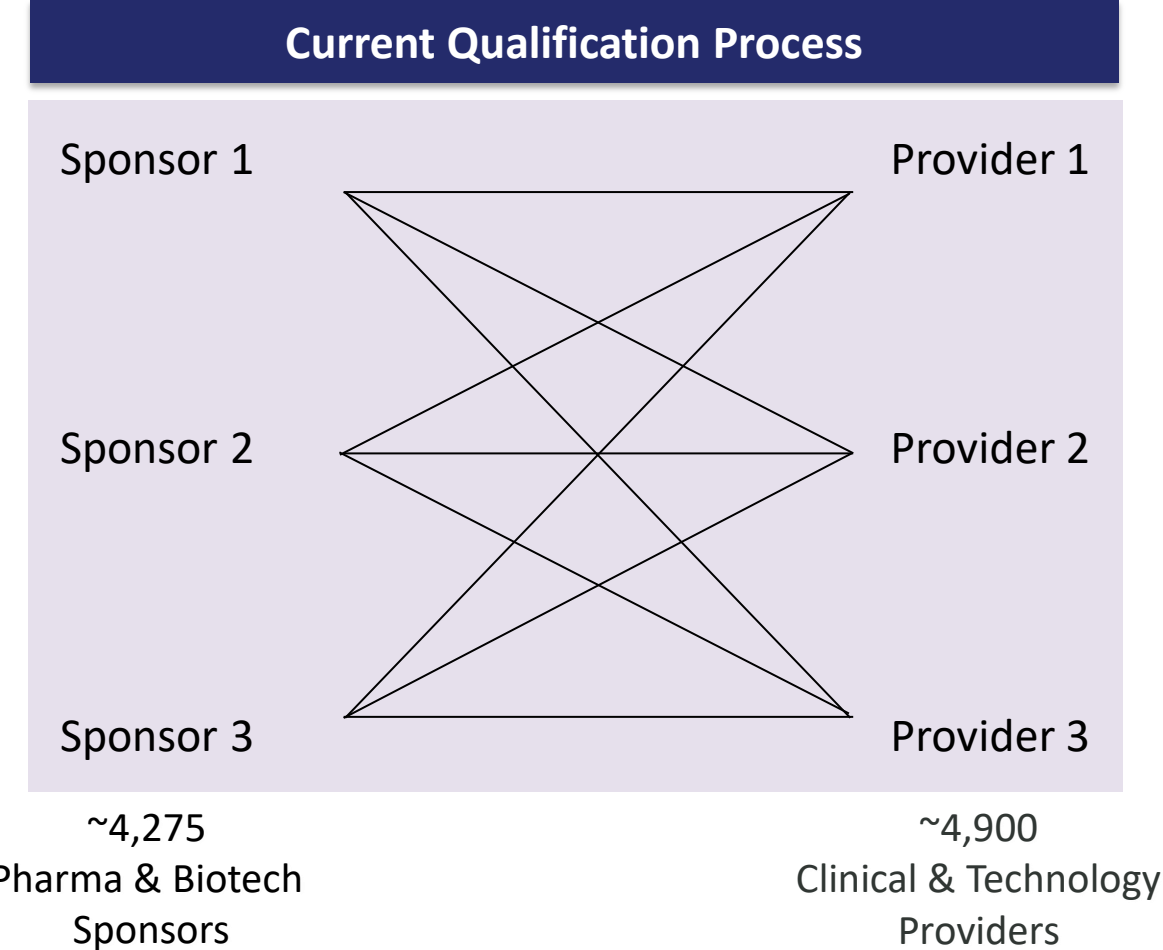 Current Qualification Process
Sponsor 1
Provider 1
Sponsor 2
Provider 2
Sponsor 3
Provider 3
~4,275
Pharma & Biotech
Sponsors
~4,900
Clinical & Technology
Providers